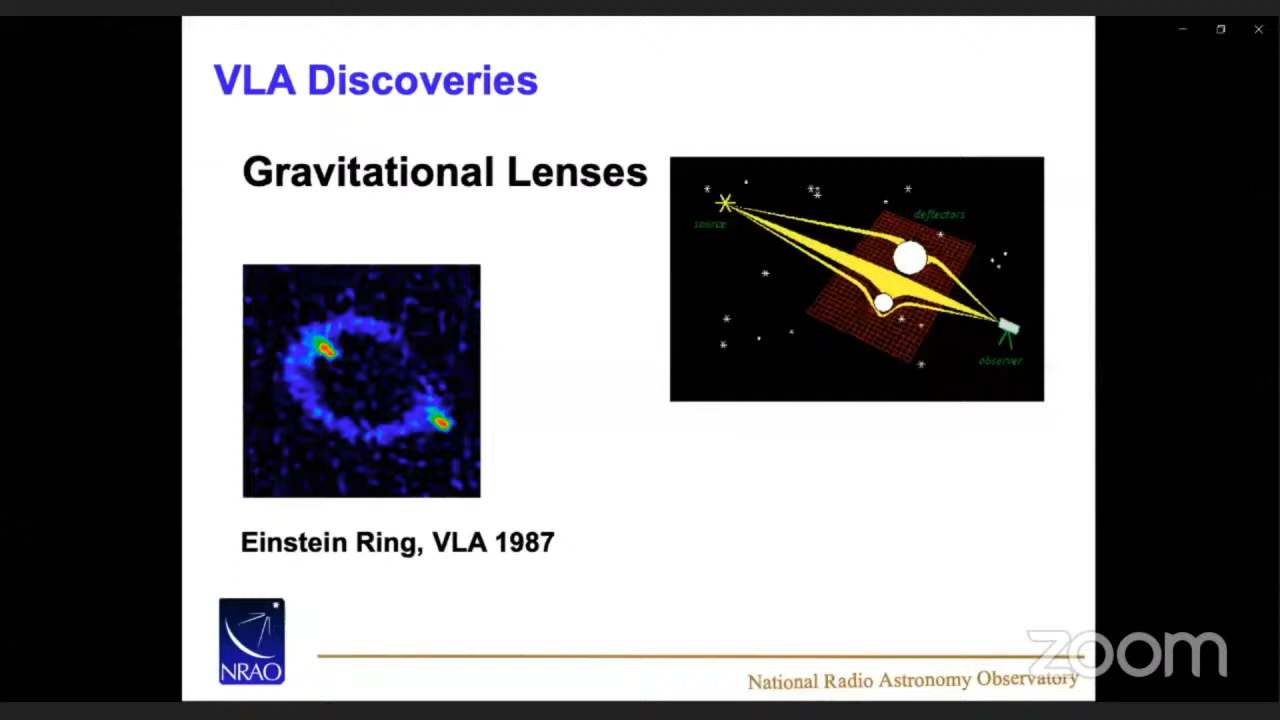 VLA Discoveries
Gravitational Lenses
deflectors
source
observer
Einstein Ring, VLA 1987
NRAO
National Radio Astronomy Observatory
zoom